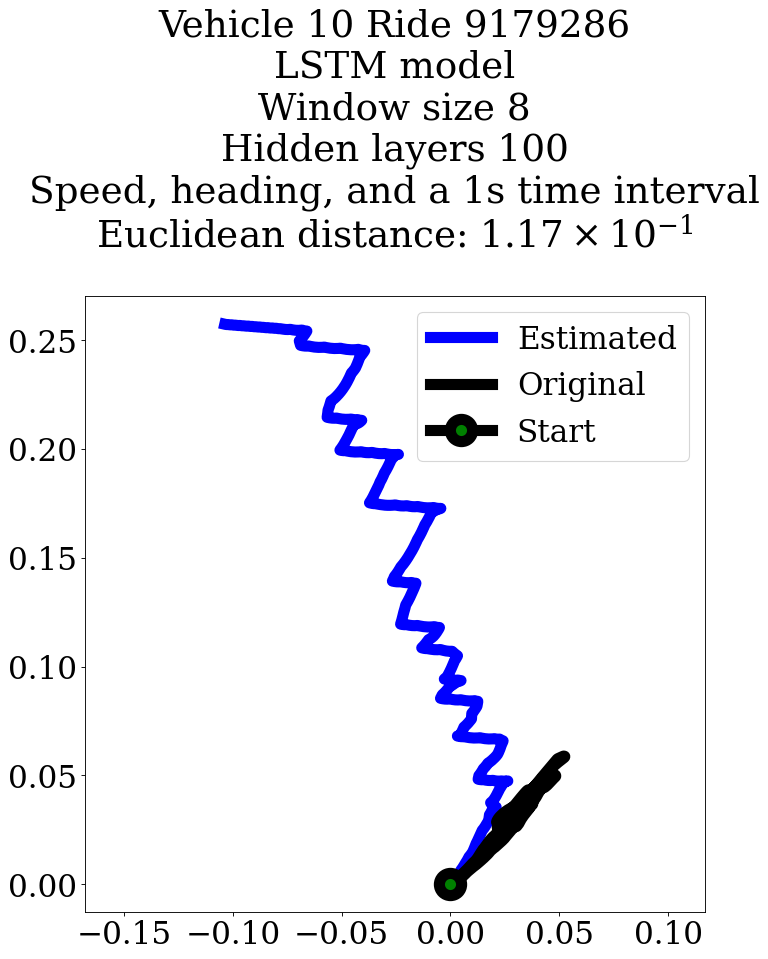 Vehicle 10 Ride 9179286
LSTM model
Window size 8
Hidden layers 100
Speed, heading, and a 1s time interval
Euclidean distance: 1.17 × 10⁻¹
Estimated
Original
Start
0.25
0.20
0.15
0.10
0.05
0.00
−0.15 −0.10 −0.05 0.00 0.05 0.10